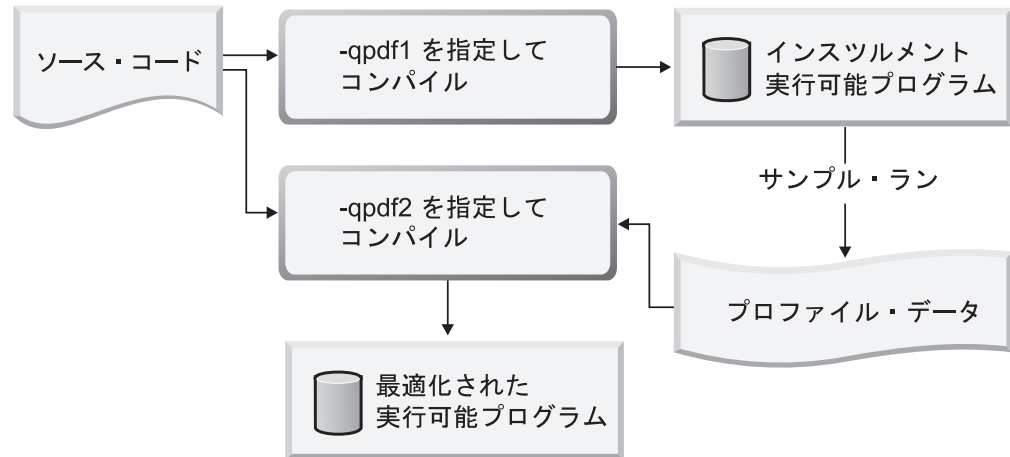 ソース・コード
-qpdf1 を指定して
コンパイル
インスツルメント
実行可能プログラム
サンプル・ラン
-qpdf2 を指定して
コンパイル
プロファイル・データ
最適化された
実行可能プログラム